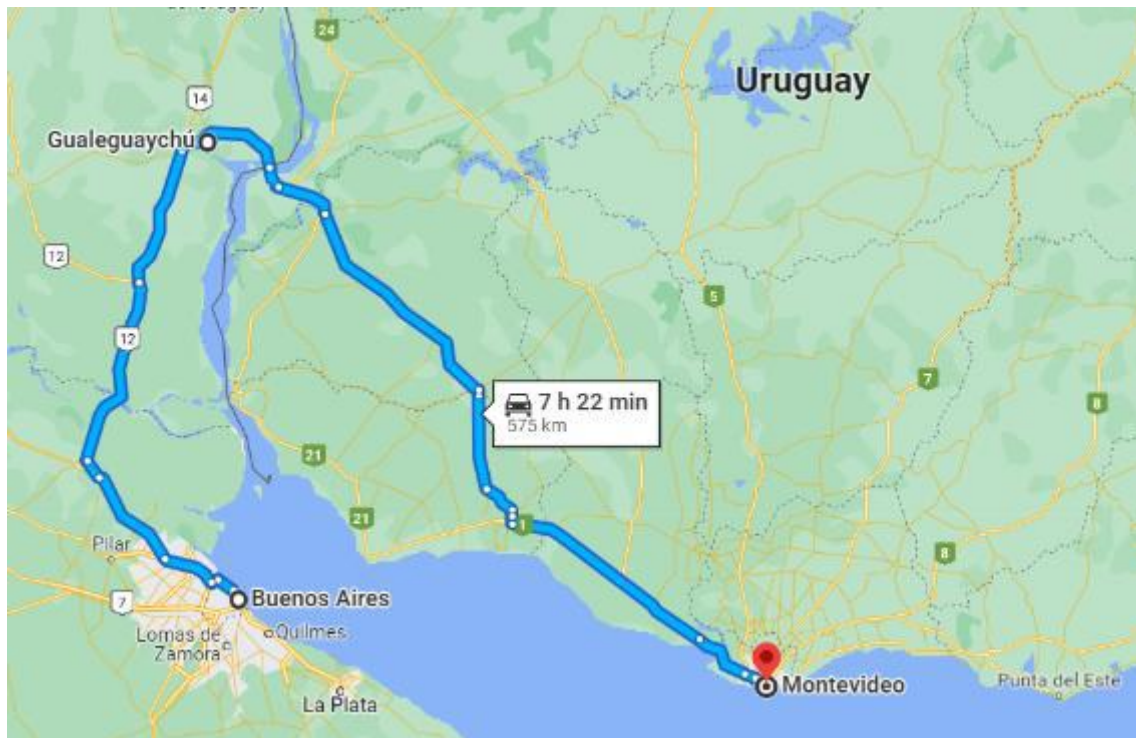 24
Uruguay
14
Gualeguaychú
12
5
12
7
8
7 h 22 min
575 km
21
21
1
8
Pilar
7
Buenos Aires
Quilmes
Lomas de
Zamora
La Plata
Montevideo
Punta del Este